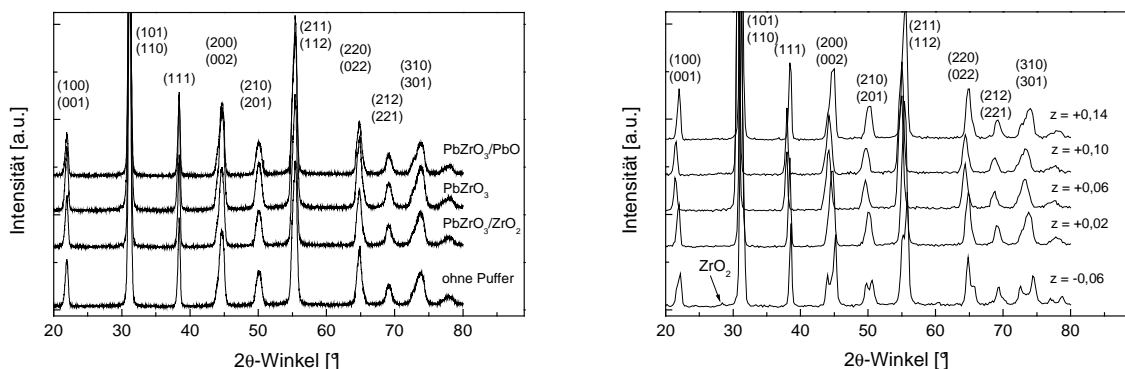 (100)
(001)
(101)
(110)
(111)
(200)
(002)
(210)
(201)
(211)
(112)
(220)
(022)
(212)
(221)
(310)
(301)
PbZrO3/PbO
PbZrO3
PbZrO3/ZrO2
ohne Puffer
Intensität [a.u.]
20 30 40 50 60 70 80
2θ-Winkel [°]
(100)
(001)
(101)
(110)
(111)
(200)
(002)
(210)
(201)
(211)
(112)
(220)
(022)
(212)
(221)
(310)
(301)
z = +0,14
z = +0,10
z = +0,06
z = +0,02
z = -0,06
ZrO2
Intensität [a.u.]
20 30 40 50 60 70 80
2θ-Winkel [°]